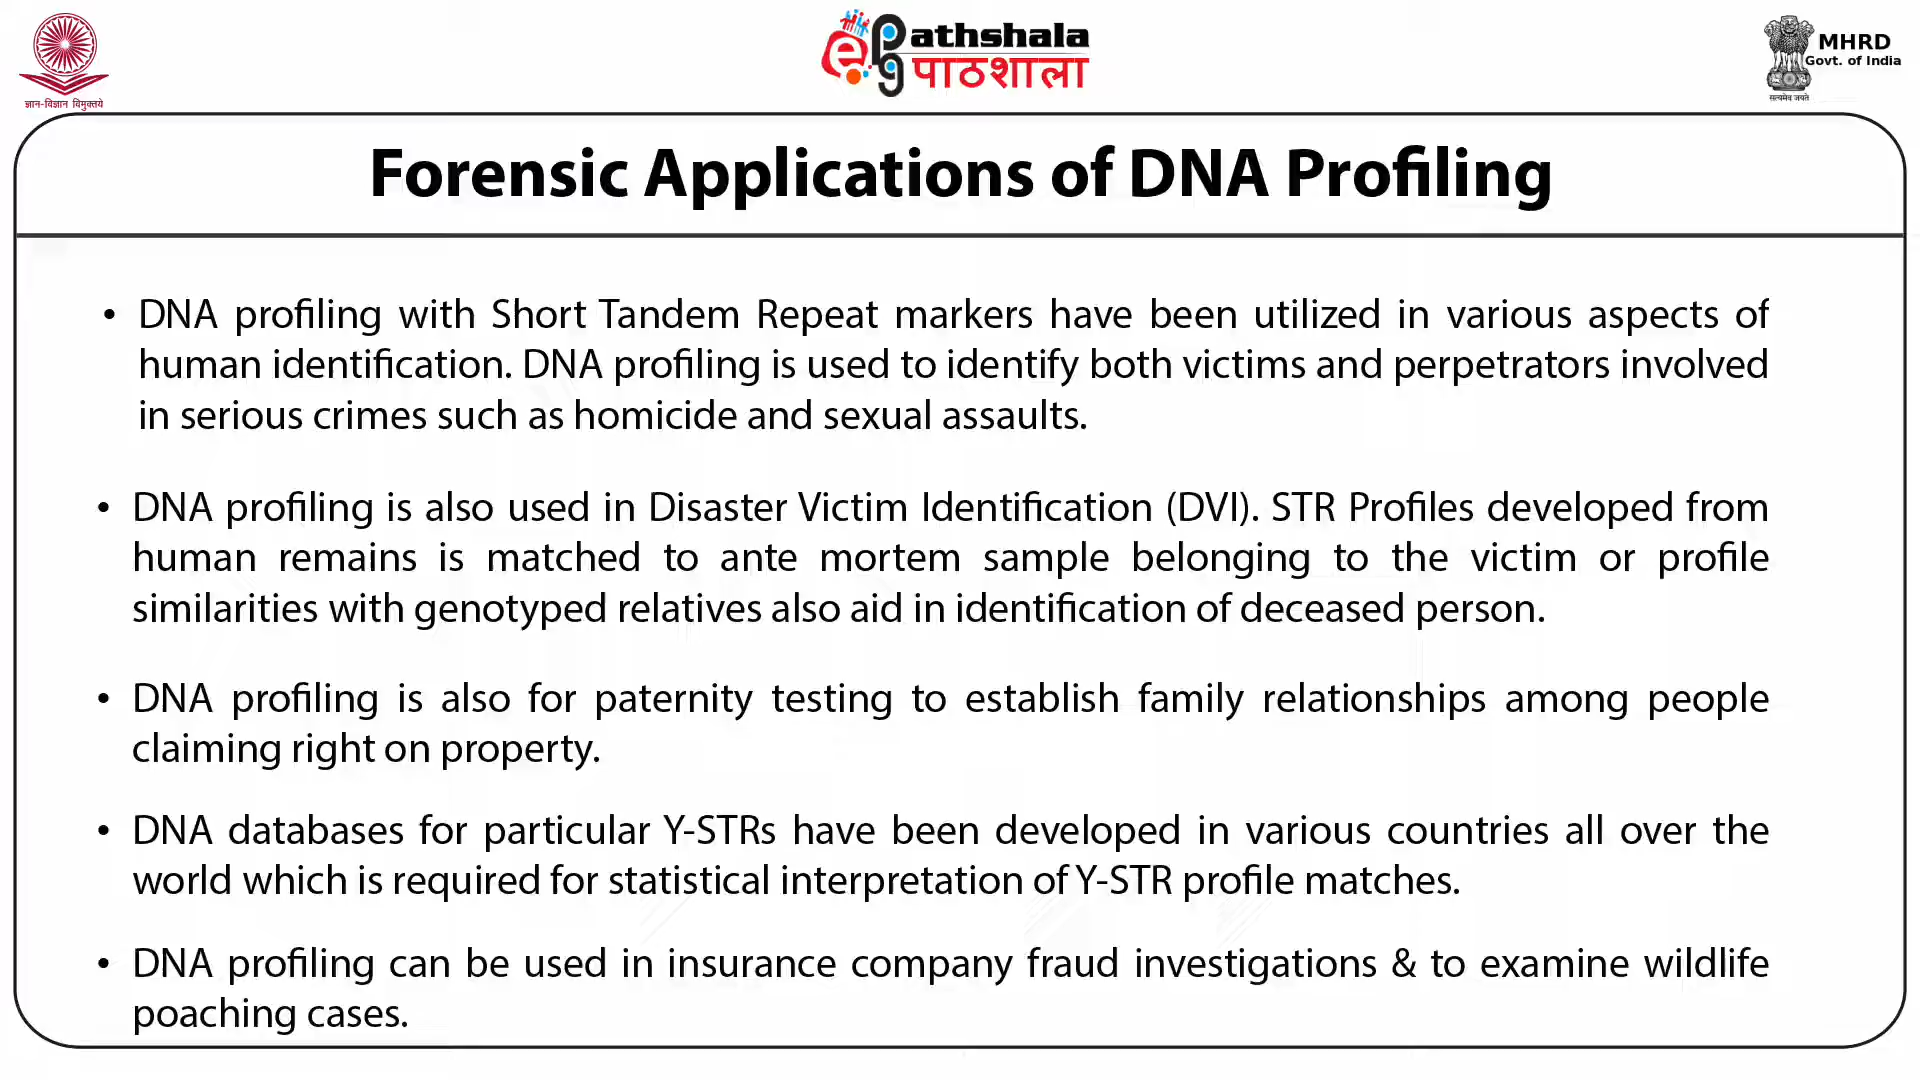 ज्ञान-विज्ञान विमुक्तये
ePathshala
पाठशाला
MHRD
Govt. of India
सत्यमेव जयते
Forensic Applications of DNA Profiling
• DNA profiling with Short Tandem Repeat markers have been utilized in various aspects of
human identification. DNA profiling is used to identify both victims and perpetrators involved
in serious crimes such as homicide and sexual assaults.
• DNA profiling is also used in Disaster Victim Identification (DVI). STR Profiles developed from
human remains is matched to ante mortem sample belonging to the victim or profile
similarities with genotyped relatives also aid in identification of deceased person.
• DNA profiling is also for paternity testing to establish family relationships among people
claiming right on property.
• DNA databases for particular Y-STRs have been developed in various countries all over the
world which is required for statistical interpretation of Y-STR profile matches.
• DNA profiling can be used in insurance company fraud investigations & to examine wildlife
poaching cases.